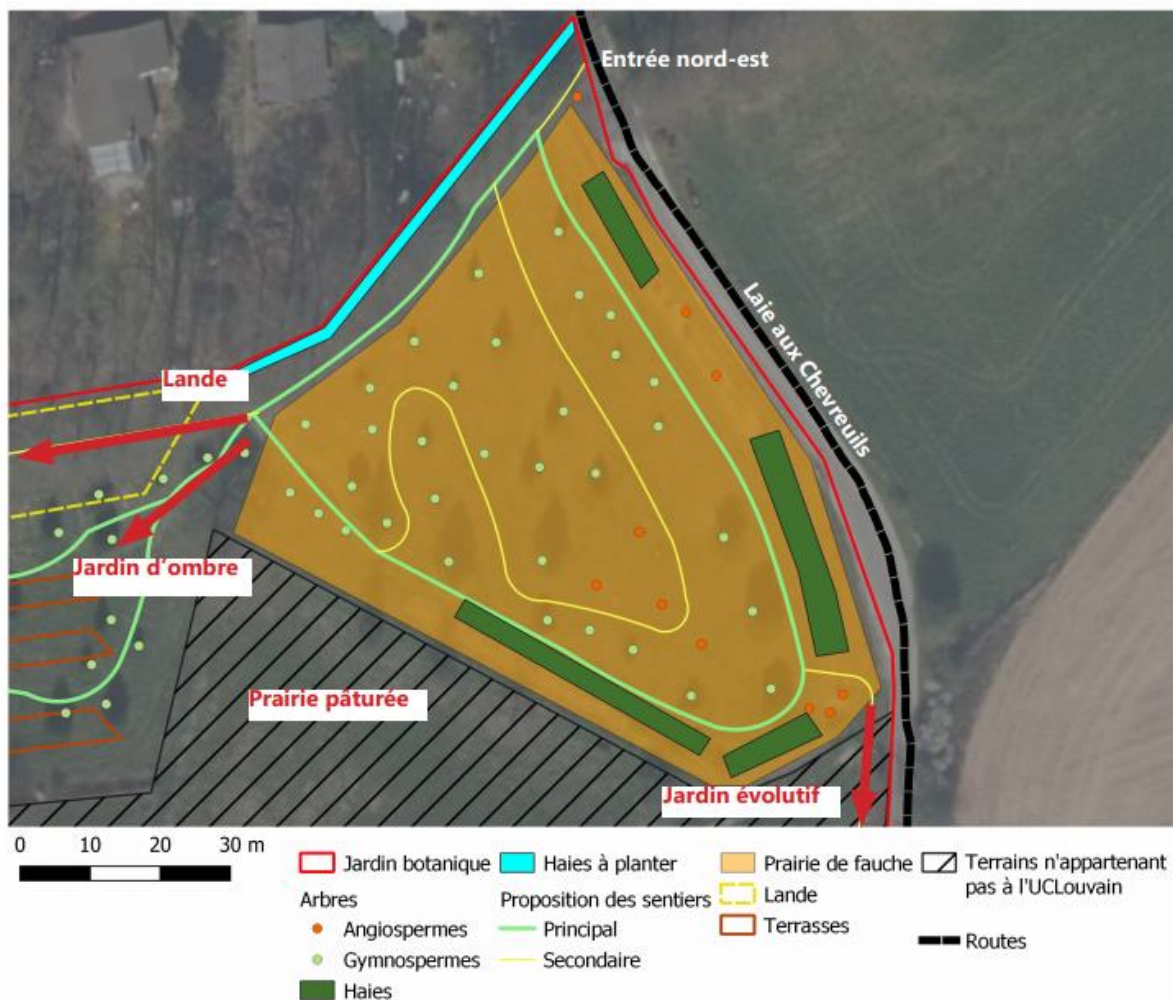 Entrée nord-est
Laie aux Chevreuils
Lande
Jardin d'ombre
Prairie pâturée
Jardin évolutif
0 10 20 30 m
Jardin botanique
Arbres
Angiospermes
Gymnospermes
Haies
Haies à planter
Proposition des sentiers
Principal
Secondaire
Prairie de fauche
Lande
Terrasses
Terrains n'appartenant
pas à l'UCLouvain
Routes